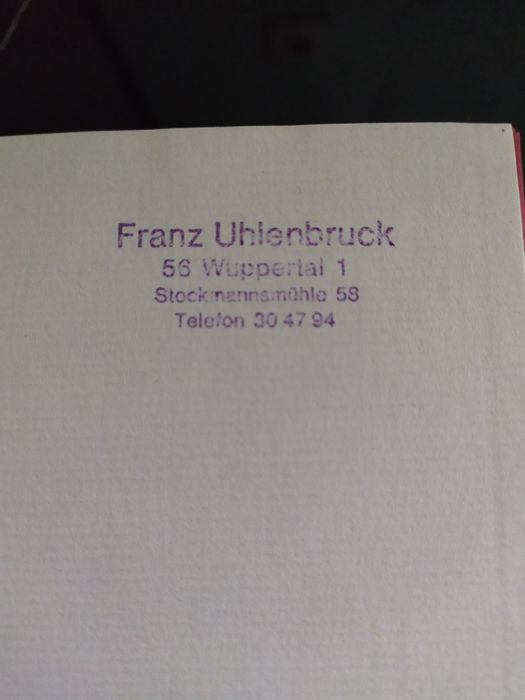 Franz Uhlenbruck
56 Wuppertal 1
Stockmannsmühle 58
Telefon 30 47 94